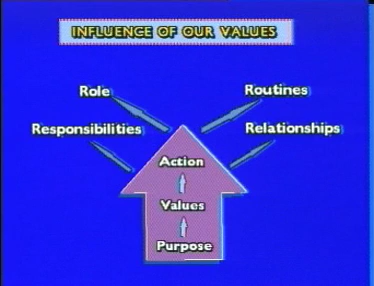 INFLUENCE OF OUR VALUES
Role
Routines
Responsibilities
Relationships
Action
Values
Purpose